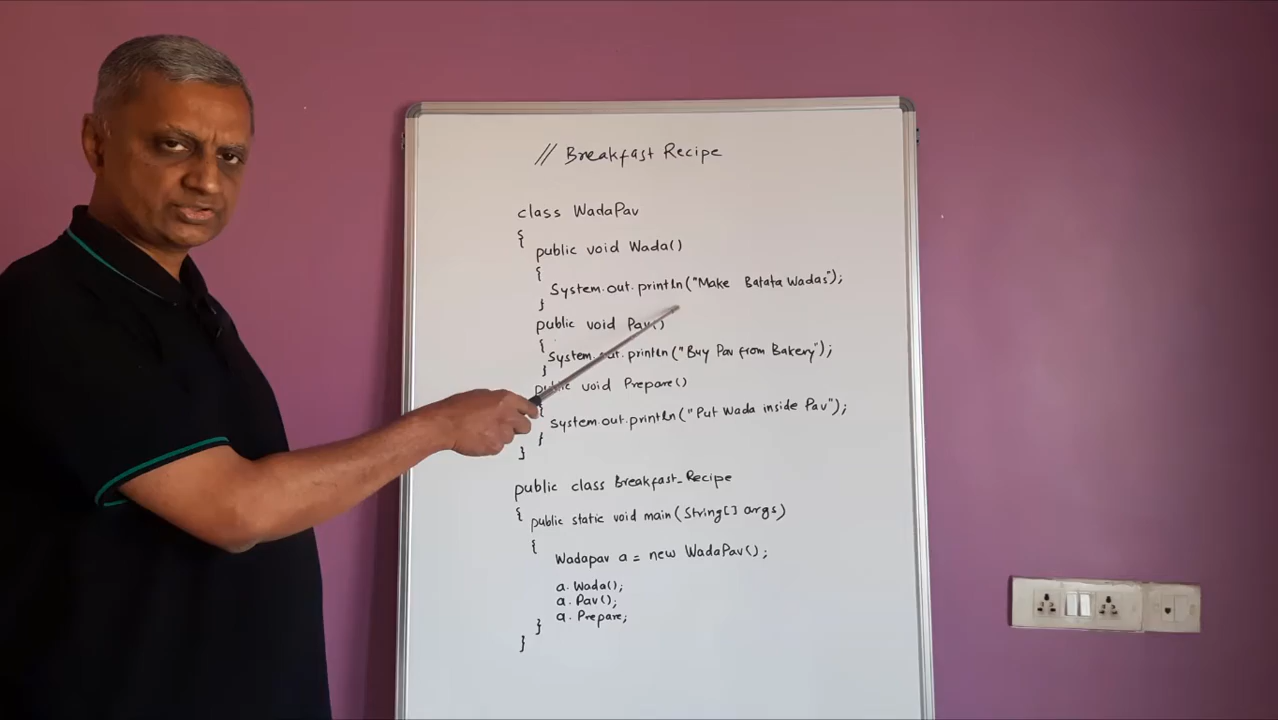 // Breakfast Recipe
class WadaPav
{
public void Wada()
{
System.out.println("Make Batata Wadas");
}
public void Pav()
{
System.out.println("Buy Pav from Bakery");
}
public void Prepare()
{
System.out.println("Put Wada inside Pav");
}
}
public class Breakfast_Recipe
{
public static void main(String[] args)
{
Wadapav a = new WadaPav();
a.Wada();
a.Pav();
a.Prepare;
}
}